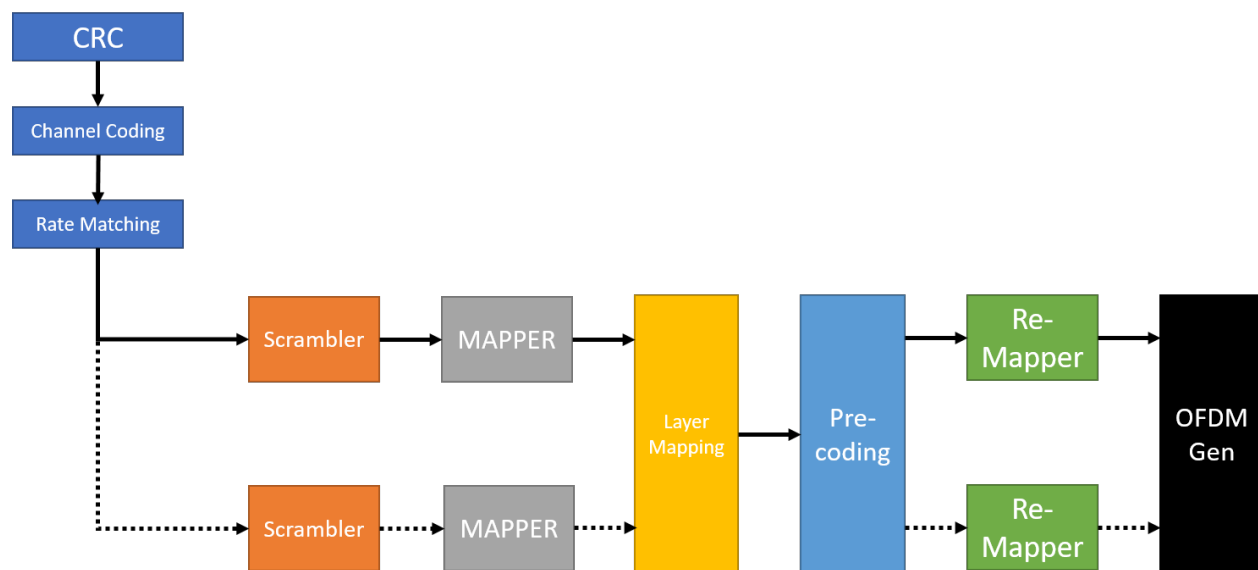 CRC
Channel Coding
Rate Matching
Scrambler
MAPPER
Layer
Mapping
Pre-
coding
Re-
Mapper
OFDM
Gen
Scrambler
MAPPER
Re-
Mapper